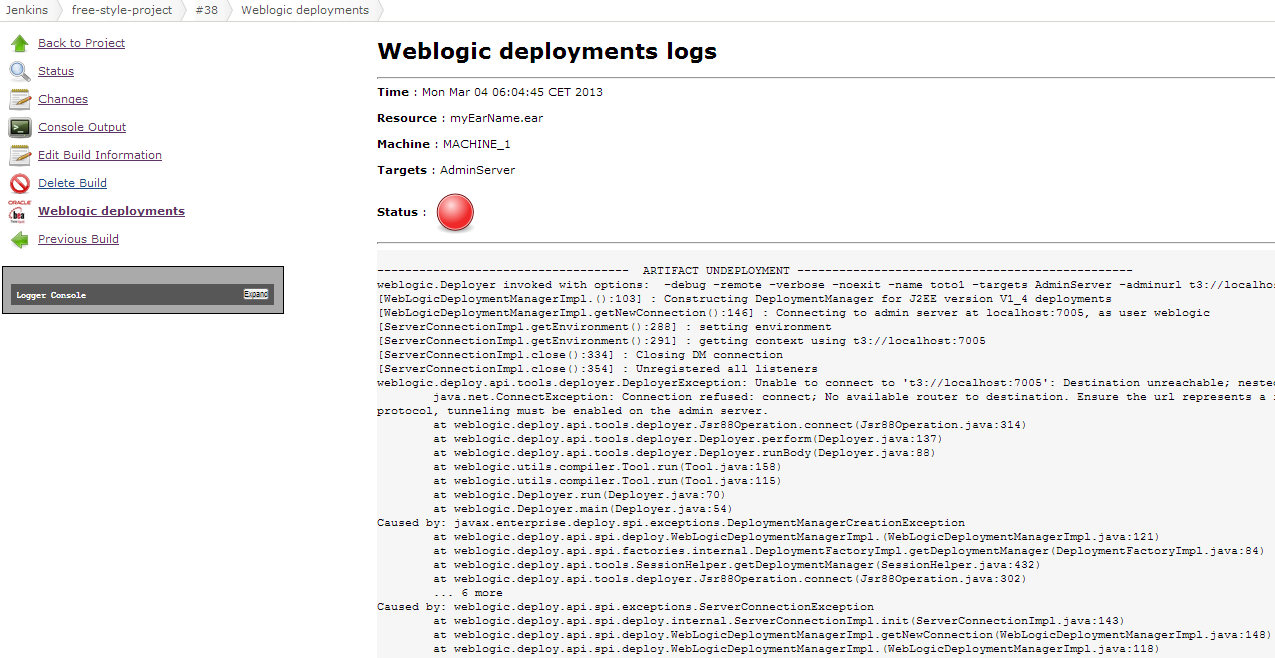 Jenkins free-style-project #38 Weblogic deployments
Back to Project
Status
Changes
Console Output
Edit Build Information
Delete Build
ORACLE
bea
Weblogic deployments
Previous Build
Logger Console Expand
Weblogic deployments logs
Time : Mon Mar 04 06:04:45 CET 2013
Resource : myEarName.ear
Machine : MACHINE_1
Targets : AdminServer
Status :
------------------------------------ ARTIFACT UNDEPLOYMENT ------------------------------------------------
weblogic.Deployer invoked with options: -debug -remote -verbose -noexit -name toto1 -targets AdminServer -adminurl t3://localho
[WebLogicDeploymentManagerImpl.():103] : Constructing DeploymentManager for J2EE version V1_4 deployments
[WebLogicDeploymentManagerImpl.getNewConnection():146] : Connecting to admin server at localhost:7005, as user weblogic
[ServerConnectionImpl.getEnvironment():288] : setting environment
[ServerConnectionImpl.getEnvironment():291] : getting context using t3://localhost:7005
[ServerConnectionImpl.close():334] : Closing DM connection
[ServerConnectionImpl.close():354] : Unregistered all listeners
weblogic.deploy.api.tools.deployer.DeployerException: Unable to connect to 't3://localhost:7005': Destination unreachable; neste
java.net.ConnectException: Connection refused: connect; No available router to destination. Ensure the url represents a
protocol, tunneling must be enabled on the admin server.
at weblogic.deploy.api.tools.deployer.Jsr88Operation.connect(Jsr88Operation.java:314)
at weblogic.deploy.api.tools.deployer.Deployer.perform(Deployer.java:137)
at weblogic.deploy.api.tools.deployer.Deployer.runBody(Deployer.java:88)
at weblogic.utils.compiler.Tool.run(Tool.java:158)
at weblogic.utils.compiler.Tool.run(Tool.java:115)
at weblogic.Deployer.run(Deployer.java:70)
at weblogic.Deployer.main(Deployer.java:54)
Caused by: javax.enterprise.deploy.spi.exceptions.DeploymentManagerCreationException
at weblogic.deploy.api.spi.deploy.WebLogicDeploymentManagerImpl.(WebLogicDeploymentManagerImpl.java:121)
at weblogic.deploy.api.spi.factories.internal.DeploymentFactoryImpl.getDeploymentManager(DeploymentFactoryImpl.java:84)
at weblogic.deploy.api.tools.SessionHelper.getDeploymentManager(SessionHelper.java:432)
at weblogic.deploy.api.tools.deployer.Jsr88Operation.connect(Jsr88Operation.java:302)
... 6 more
Caused by: weblogic.deploy.api.spi.exceptions.ServerConnectionException
at weblogic.deploy.api.spi.deploy.internal.ServerConnectionImpl.init(ServerConnectionImpl.java:143)
at weblogic.deploy.api.spi.deploy.WebLogicDeploymentManagerImpl.getNewConnection(WebLogicDeploymentManagerImpl.java:148)
at weblogic.deploy.api.spi.deploy.WebLogicDeploymentManagerImpl.(WebLogicDeploymentManagerImpl.java:118)